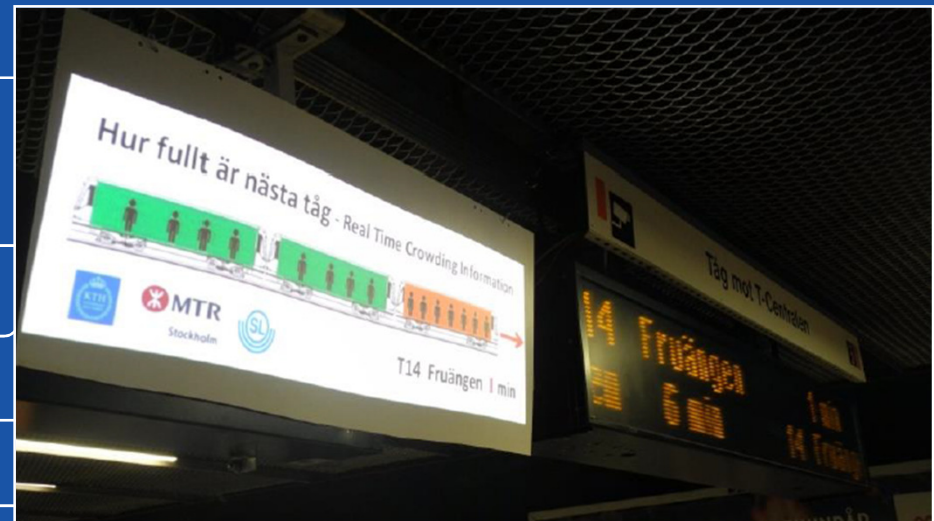 Hur fullt är nästa tåg - Real Time Crowding Information
KTH
MTR
Stockholm
SL
T14 Fruängen 1 min
Tåg mot T-Centralen
14 Fruängen 1 min
6 min 14 Fruäng